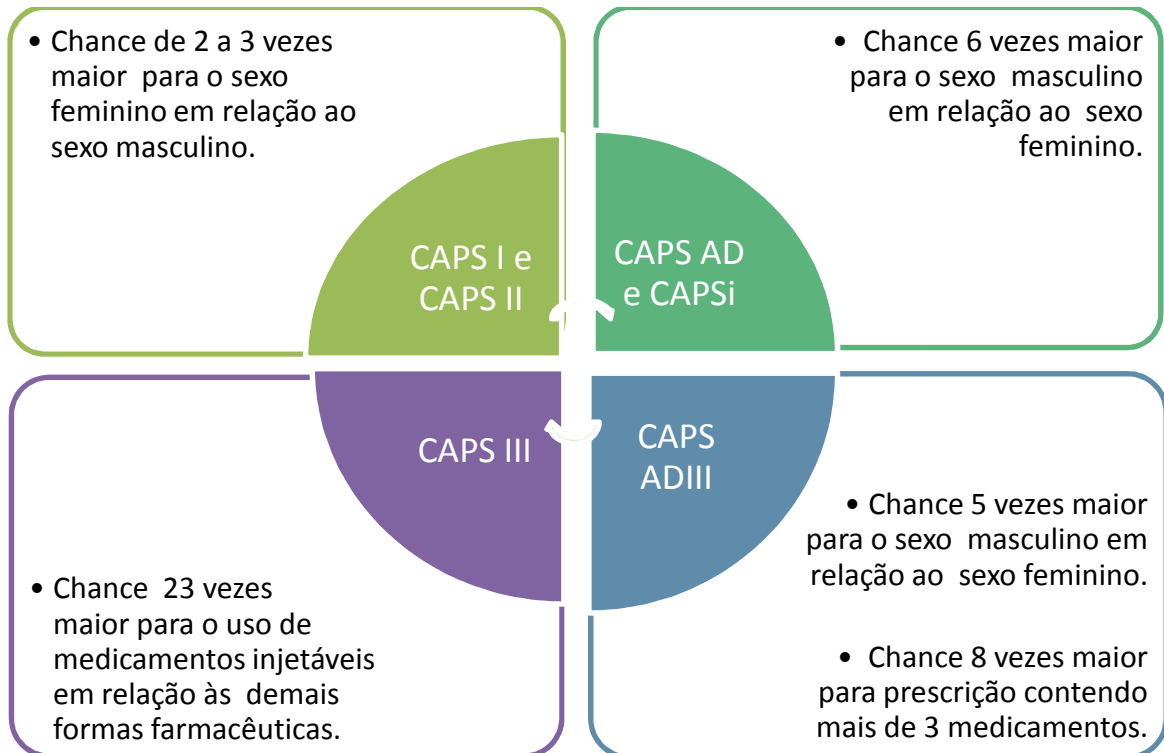 • Chance de 2 a 3 vezes
maior para o sexo
feminino em relação ao
sexo masculino.
• Chance 6 vezes maior
para o sexo masculino
em relação ao sexo
feminino.
CAPS I e
CAPS II
CAPS AD
e CAPSi
CAPS III
CAPS
ADIII
• Chance 23 vezes
maior para o uso de
medicamentos injetáveis
em relação às demais
formas farmacêuticas.
• Chance 5 vezes maior
para o sexo masculino em
relação ao sexo feminino.
• Chance 8 vezes maior
para prescrição contendo
mais de 3 medicamentos.